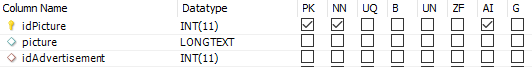 Column Name Datatype PK NN UQ B UN ZF AI G
idPicture INT(11)
picture LONGTEXT
idAdvertisement INT(11)